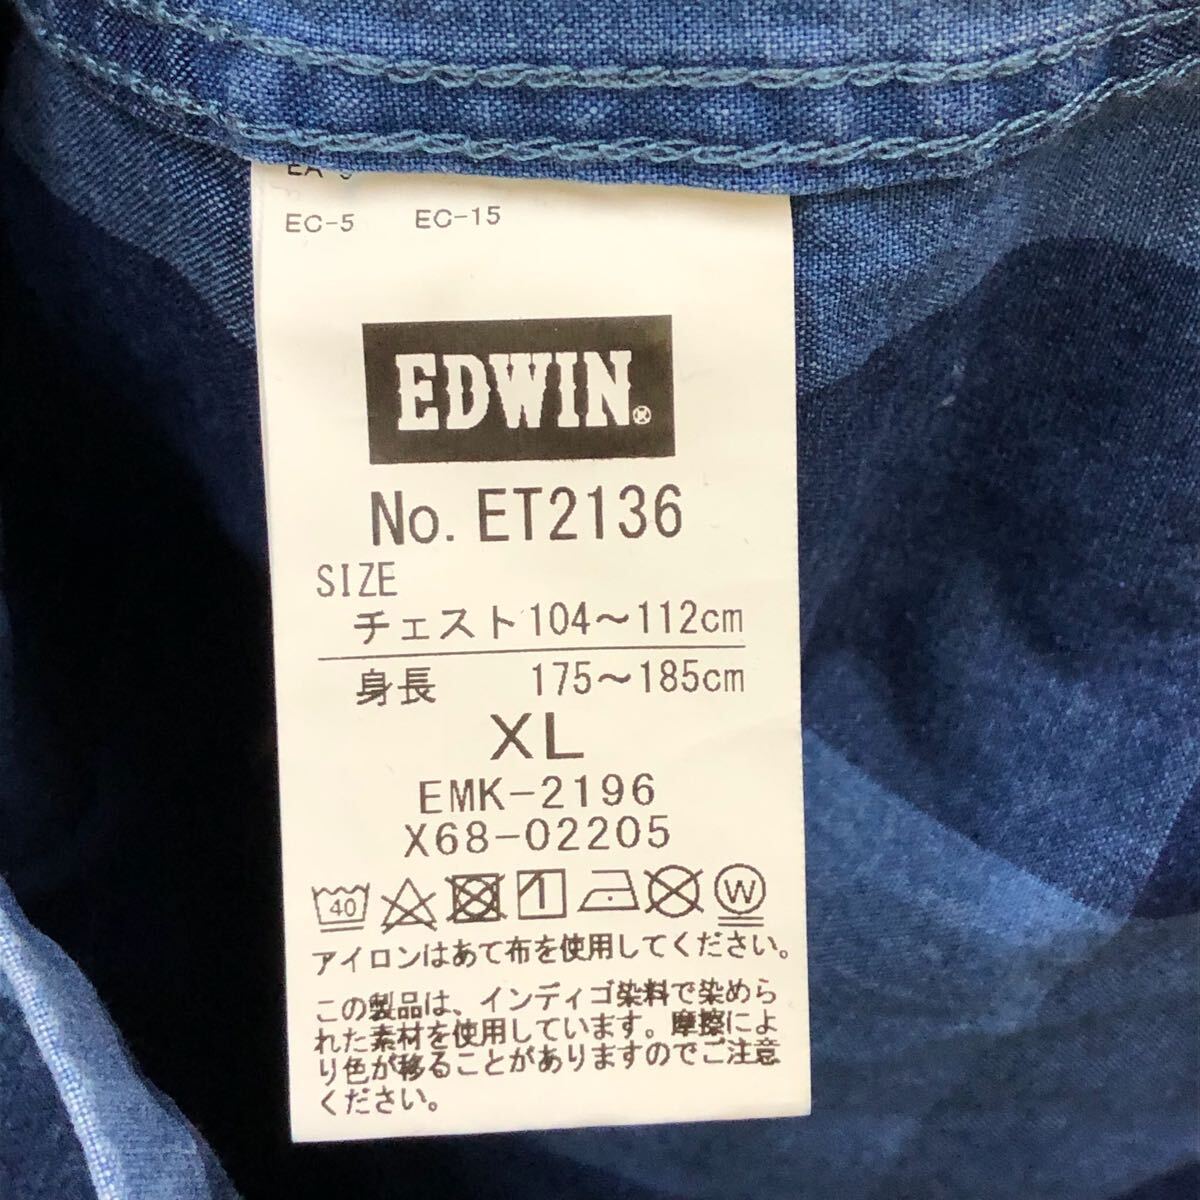 EC-5 EC-15
EDWIN®
No. ET2136
SIZE
チェスト 104～112cm
身長 175～185cm
XL
EMK-2196
X68-02205
40 1 W
アイロンはあて布を使用してください。
この製品は、インディゴ染料で染めら
れた素材を使用しています。摩擦によ
り色が移ることがありますのでご注意
ください。